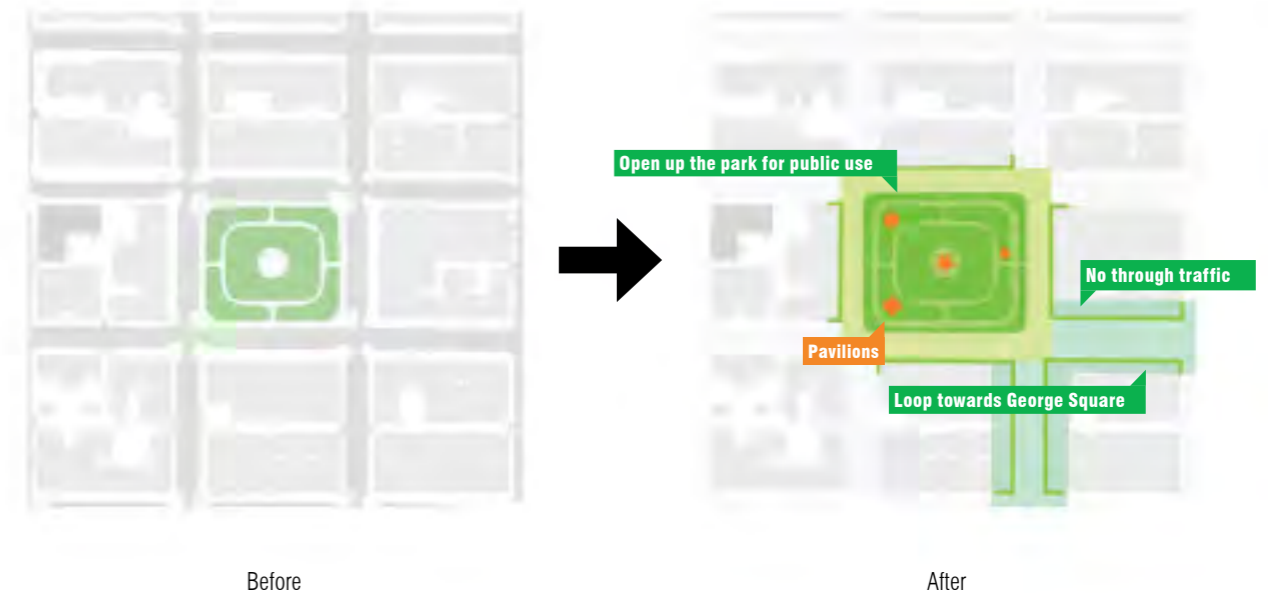 Open up the park for public use
No through traffic
Pavilions
Loop towards George Square
Before
After